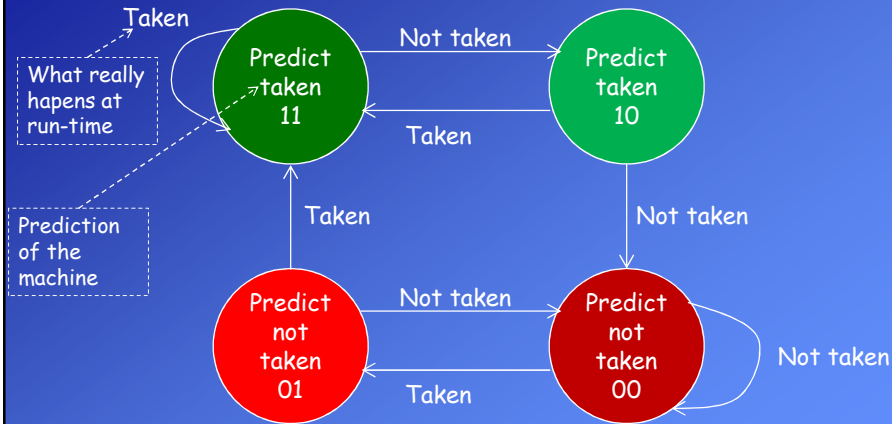 Taken
What really
hapens at
run-time
Prediction
of the
machine
Predict
taken
11
Not taken
Taken
Predict
taken
10
Taken
Not taken
Predict
not
taken
01
Not taken
Taken
Predict
not
taken
00
Not taken